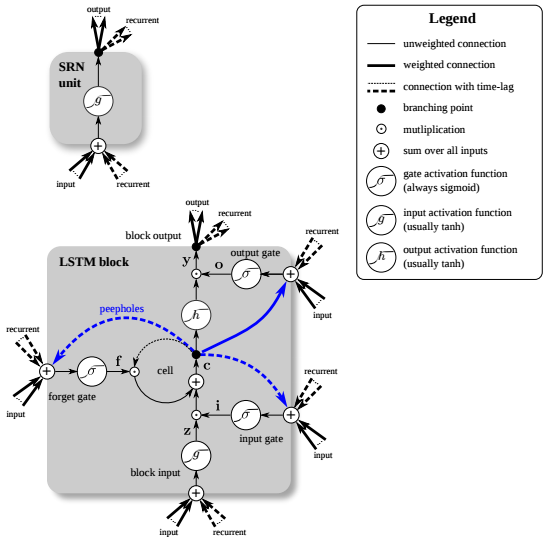 output
recurrent
SRN
unit
g
input
recurrent
Legend
unweighted connection
weighted connection
connection with time-lag
branching point
mutliplication
sum over all inputs
σ
gate activation function
(always sigmoid)
g
input activation function
(usually tanh)
h
output activation function
(usually tanh)
output
recurrent
block output
LSTM block
y
o
σ
output gate
recurrent
input
h
peepholes
recurrent
input
forget gate
σ
f
cell
c
recurrent
i
σ
input gate
input
z
g
block input
input
recurrent